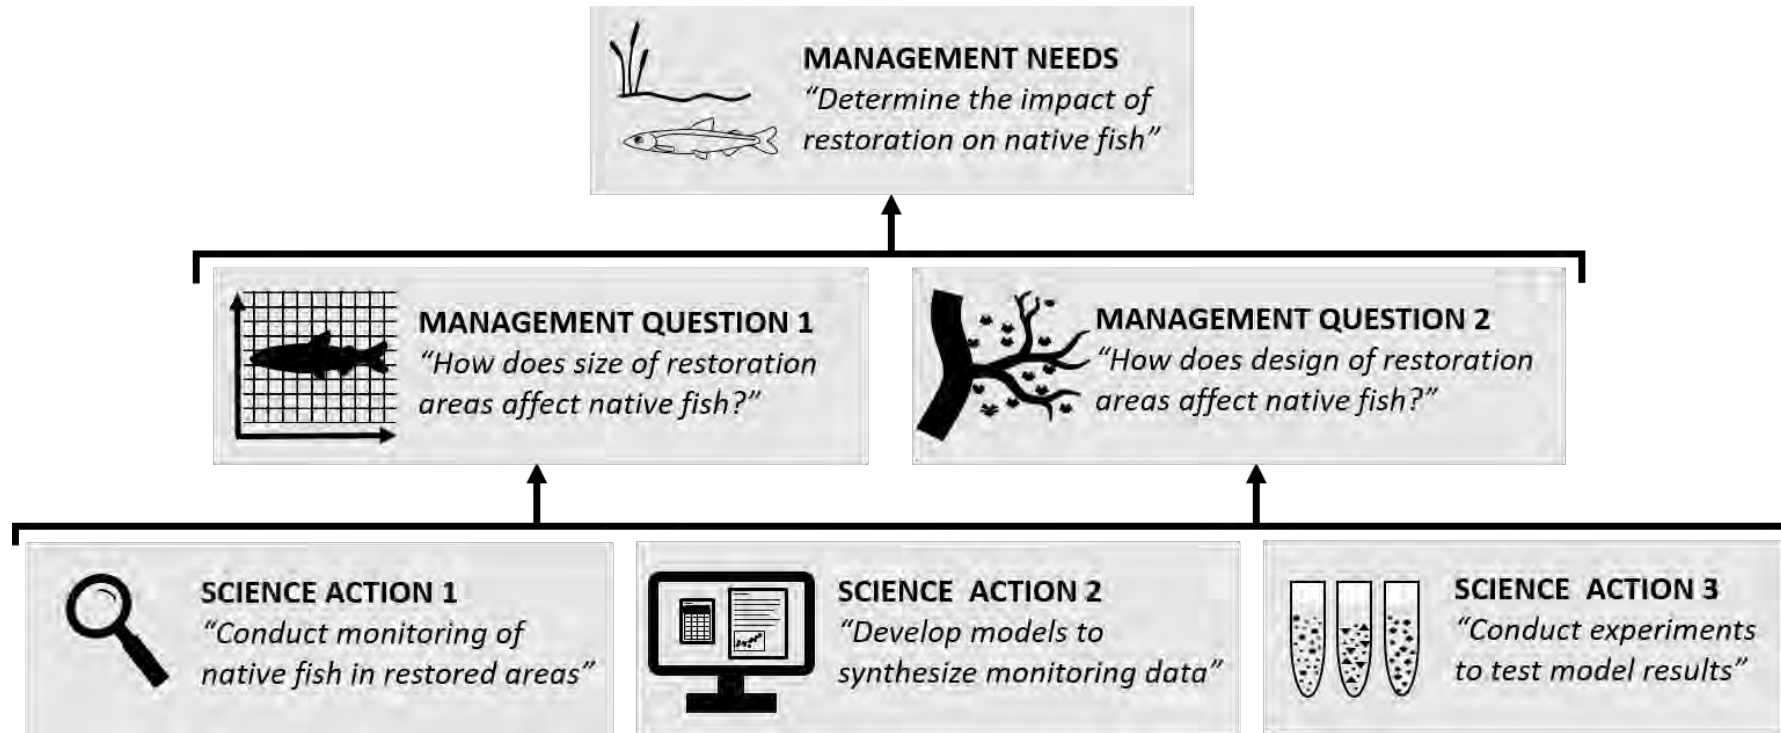 MANAGEMENT NEEDS
“Determine the impact of
restoration on native fish”
MANAGEMENT QUESTION 1
“How does size of restoration
areas affect native fish?”
MANAGEMENT QUESTION 2
“How does design of restoration
areas affect native fish?”
SCIENCE ACTION 1
“Conduct monitoring of
native fish in restored areas”
SCIENCE ACTION 2
“Develop models to
synthesize monitoring data”
SCIENCE ACTION 3
“Conduct experiments
to test model results”